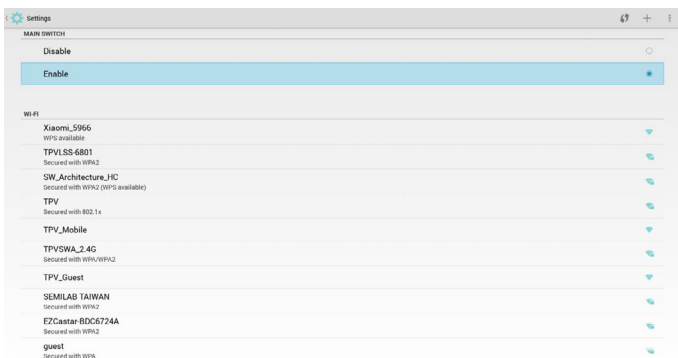 Settings
MAIN SWITCH
Disable
Enable
WI-FI
Xiaomi_5966
WPS available
TPVLSS-6801
Secured with WPA2
SW_Architecture_HC
Secured with WPA2 (WPS available)
TPV
Secured with 802.1x
TPV_Mobile
TPVSWA_2.4G
Secured with WPA/WPA2
TPV_Guest
SEMILAB TAIWAN
Secured with WPA2
EZCastar-BDC6724A
Secured with WPA2
guest
Secured with WPA